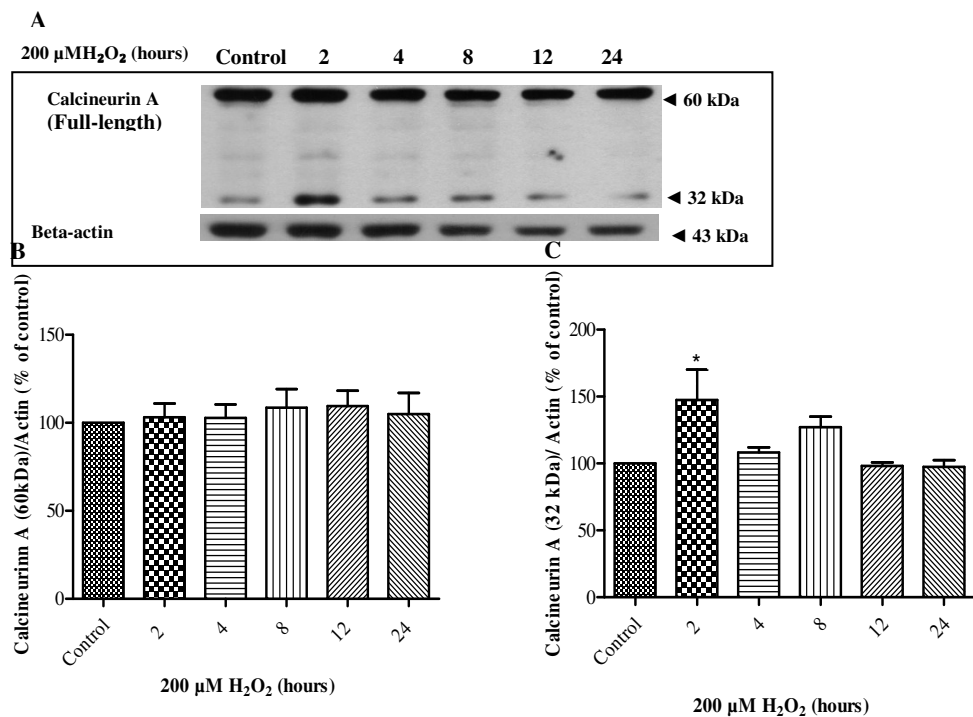 A
200 µMH₂O₂ (hours) Control 2 4 8 12 24
Calcineurin A
(Full-length)
◄ 60 kDa
◄ 32 kDa
Beta-actin
◄ 43 kDa
B
Calcineurinn A (60kDa)/Actin (% of control)
150
100
50
0
Control 2 4 8 12 24
200 µM H₂O₂ (hours)
C
Calcineurin A (32 kDa)/ Actin (% of control)
200
150
100
50
0
*
Control 2 4 8 12 24
200 µM H₂O₂ (hours)